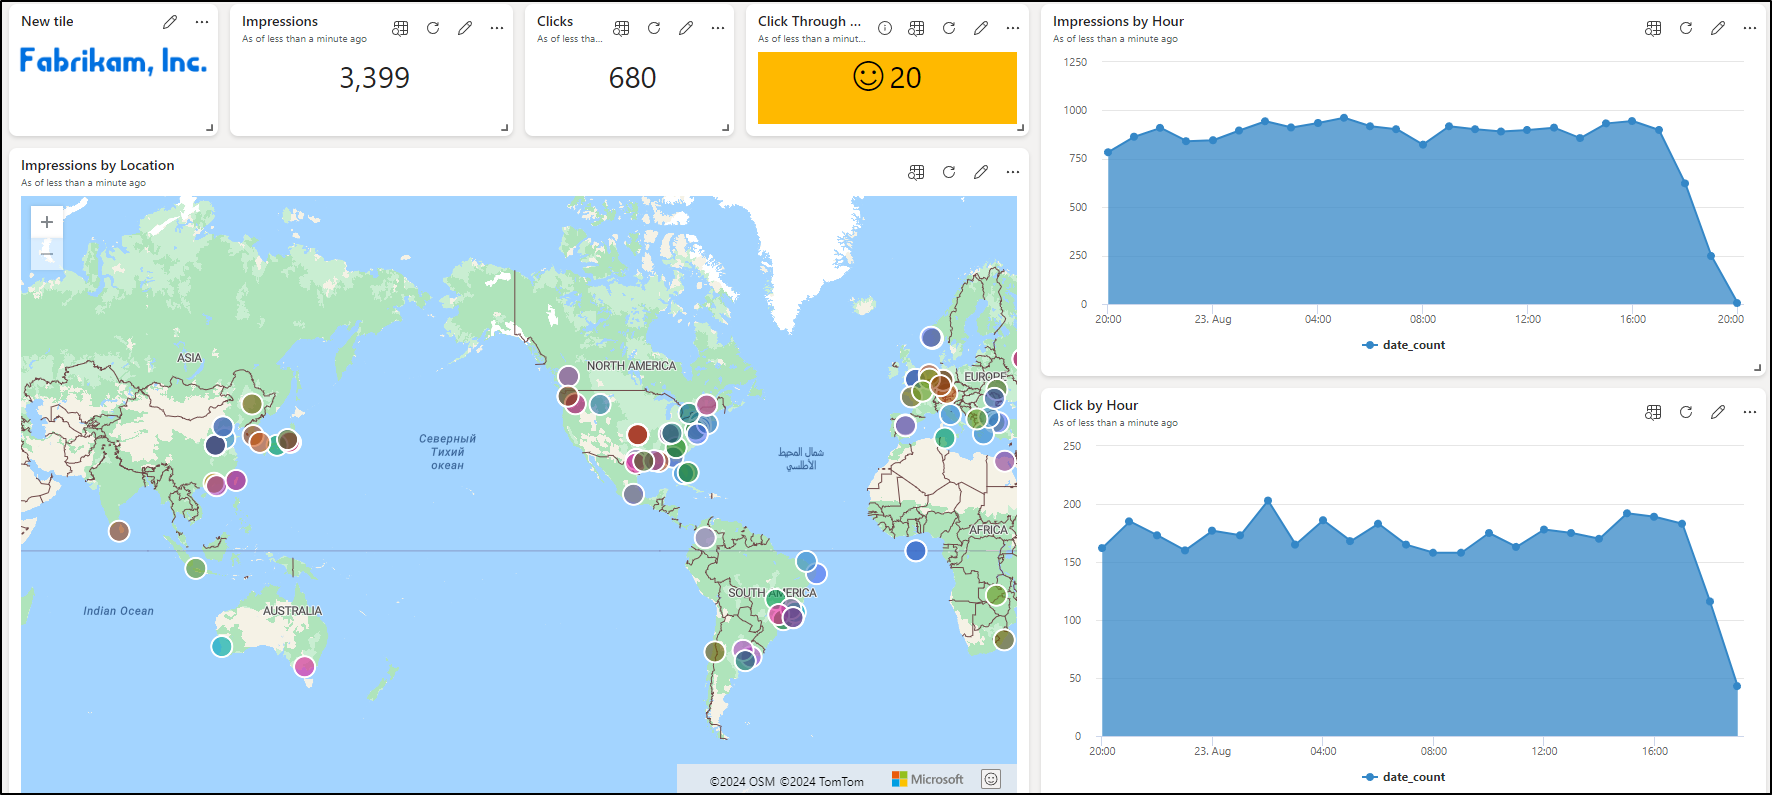 New tile
Fabrikam, Inc.
Impressions
As of less than a minute ago
3,399
Clicks
As of less tha...
680
Click Through ...
As of less than a minut...
20
Impressions by Hour
As of less than a minute ago
1250
1000
750
500
250
0
20:00
23. Aug
04:00
08:00
12:00
16:00
20:00
date_count
Impressions by Location
As of less than a minute ago
+
−
ASIA
NORTH AMERICA
EUROPE
Северный
Тихий
океан
شمال المحيط
الأطلسي
AFRICA
Indian Ocean
AUSTRALIA
SOUTH AMERICA
©2024 OSM ©2024 TomTom
Microsoft
Click by Hour
As of less than a minute ago
250
200
150
100
50
0
20:00
23. Aug
04:00
08:00
12:00
16:00
date_count